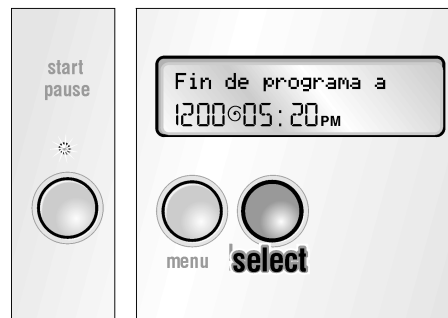 start
pause
Fin de programa a
1200 05:20PM
menu
select